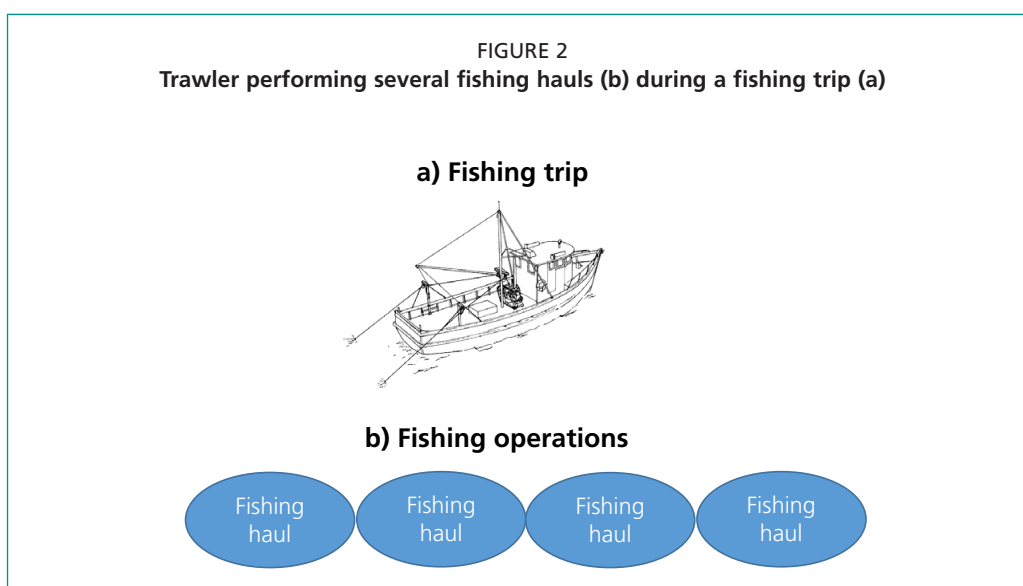 FIGURE 2
Trawler performing several fishing hauls (b) during a fishing trip (a)
a) Fishing trip
b) Fishing operations
Fishing
haul
Fishing
haul
Fishing
haul
Fishing
haul